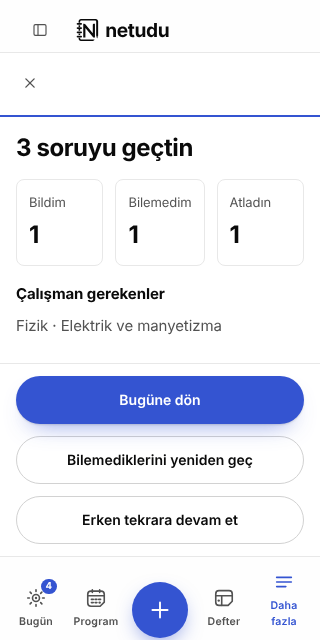 netudu
3 soruyu geçtin
Bildim
Bilemedim
Atladın
1
1
1
Çalışman gerekenler
Fizik · Elektrik ve manyetizma
Bugüne dön
Bilemediklerini yeniden geç
Erken tekrara devam et
4
Bugün
Program
Defter
Daha
fazla